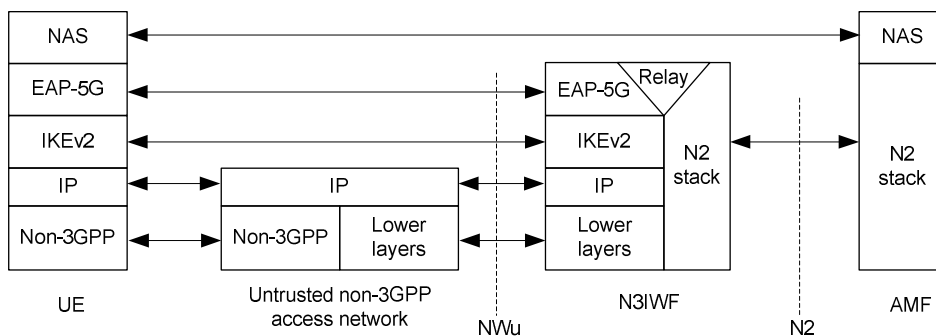 NAS
NAS
EAP-5G
EAP-5G
Relay
IKEv2
IKEv2
N2
stack
N2
stack
IP
IP
IP
Non-3GPP
Non-3GPP
Lower
layers
Lower
layers
UE
Untrusted non-3GPP
access network
NWu
N3IWF
N2
AMF